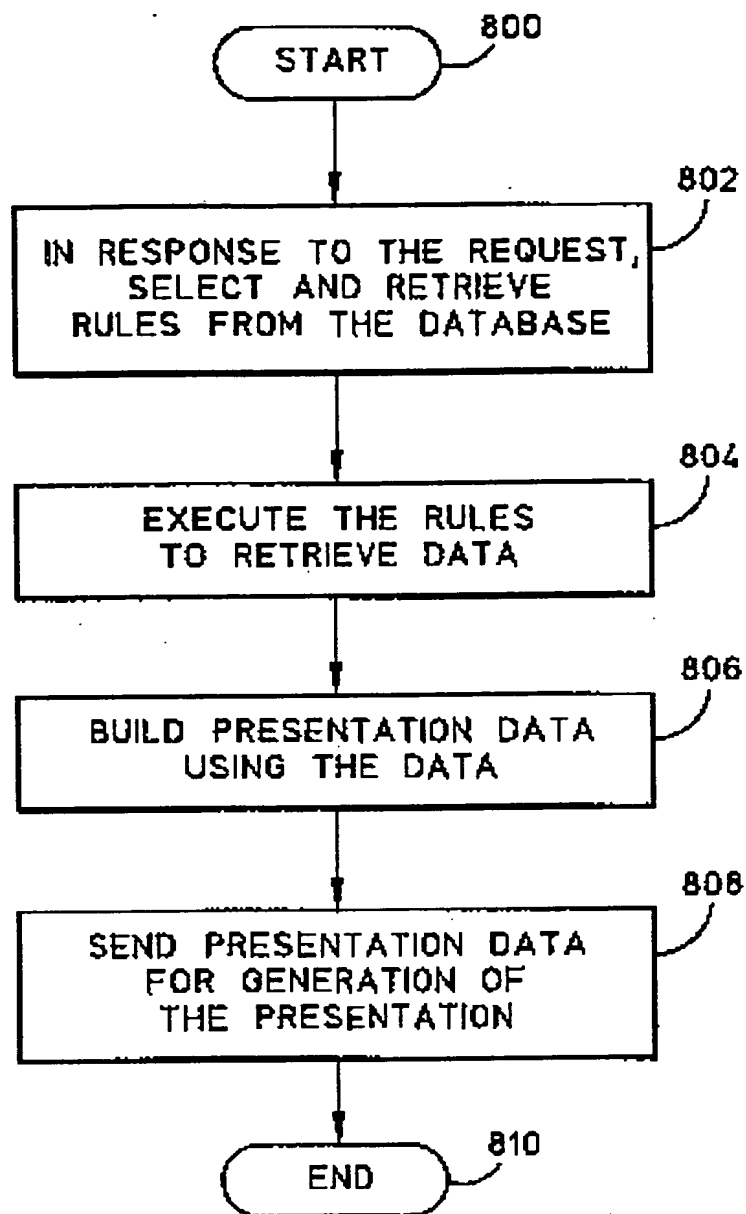 800
START
802
IN RESPONSE TO THE REQUEST,
SELECT AND RETRIEVE
RULES FROM THE DATABASE
804
EXECUTE THE RULES
TO RETRIEVE DATA
806
BUILD PRESENTATION DATA
USING THE DATA
808
SEND PRESENTATION DATA
FOR GENERATION OF
THE PRESENTATION
810
END